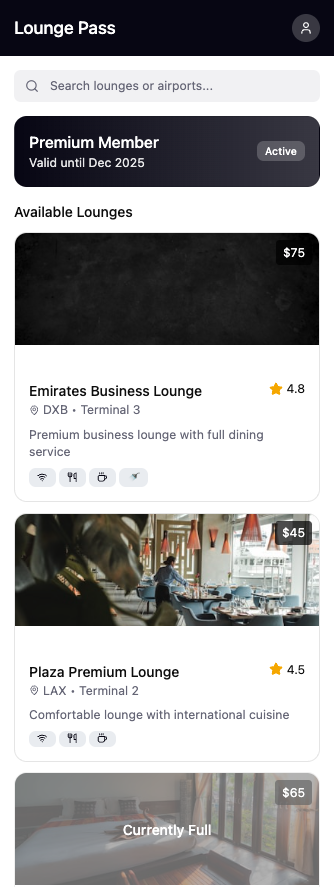 Lounge Pass
Search lounges or airports...
Premium Member
Valid until Dec 2025
Active
Available Lounges
$75
Emirates Business Lounge
4.8
DXB • Terminal 3
Premium business lounge with full dining
service
$45
Plaza Premium Lounge
4.5
LAX • Terminal 2
Comfortable lounge with international cuisine
$65
Currently Full